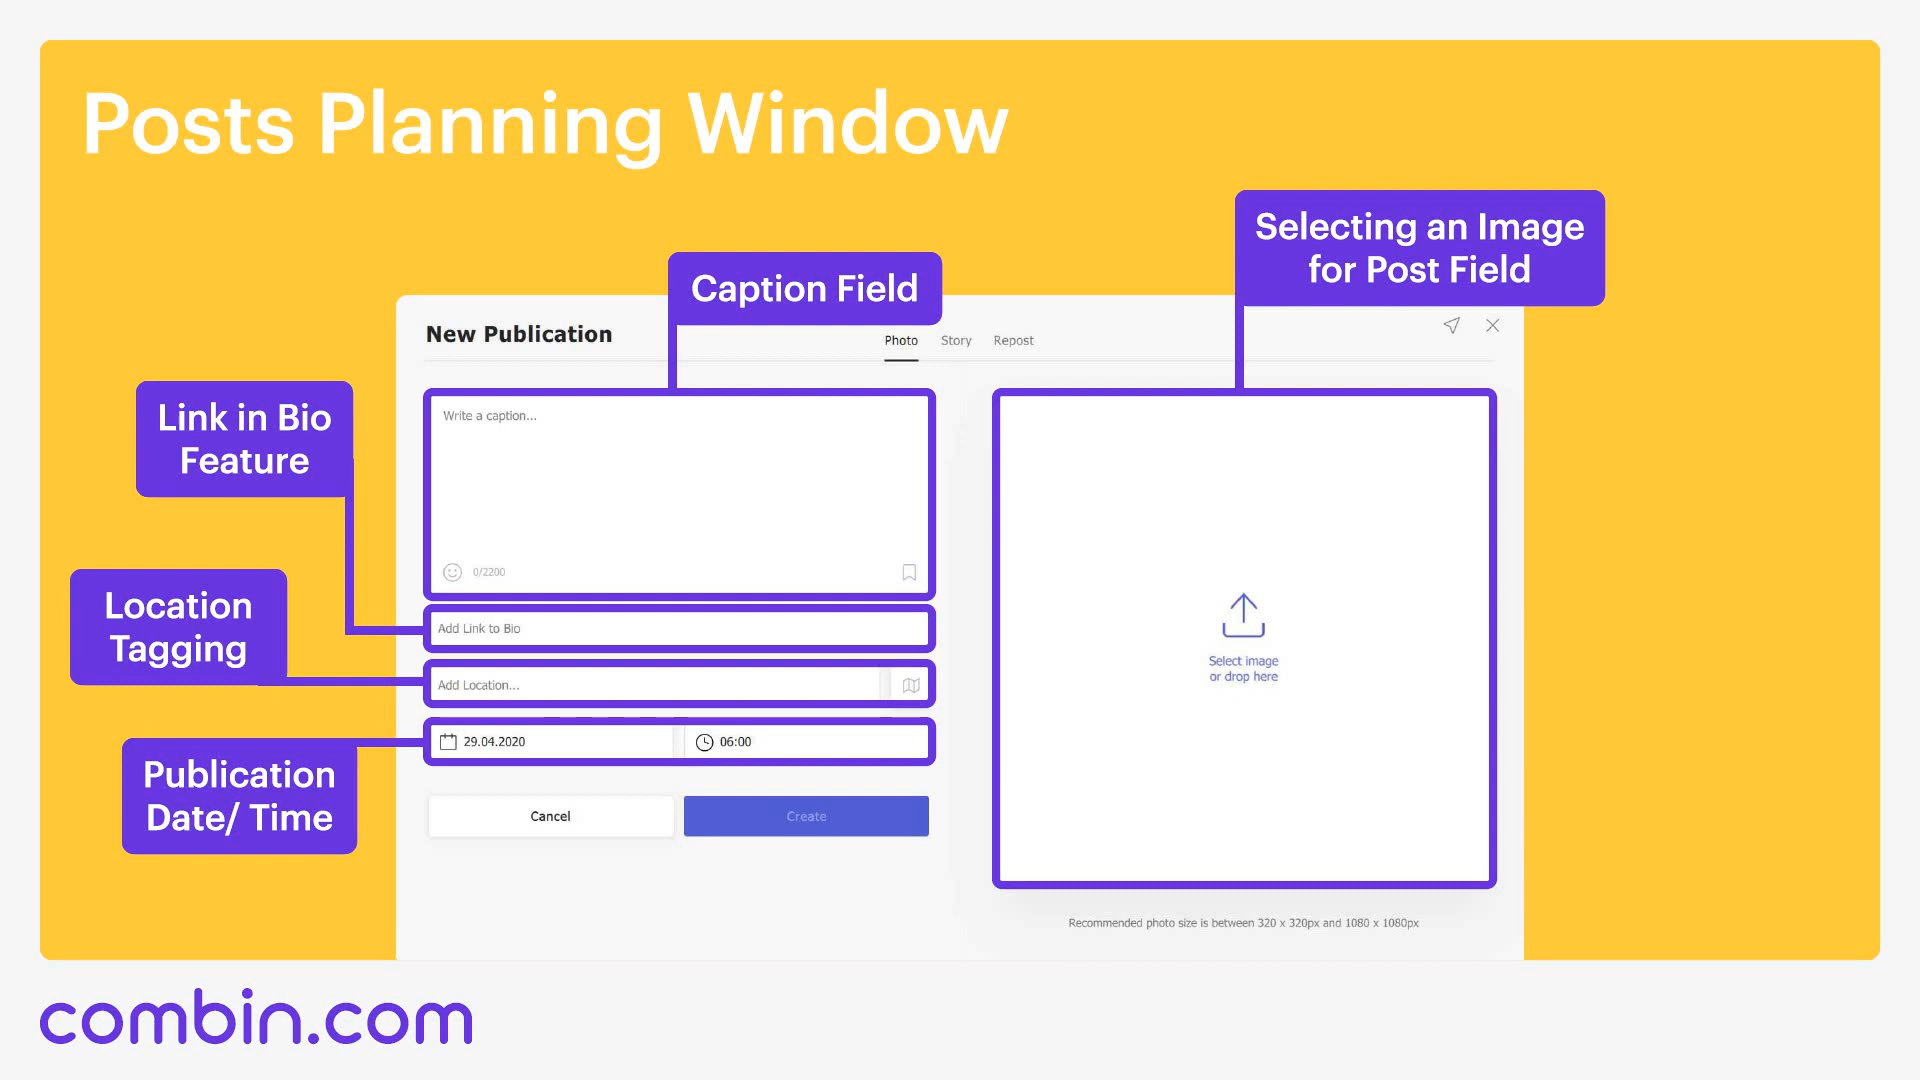 Posts Planning Window
Selecting an Image
for Post Field
Caption Field
New Publication
Photo
Story
Repost
Link in Bio
Feature
Write a caption...
0/2200
Location
Tagging
Add Link to Bio
Add Location...
Select image
or drop here
Publication
Date/ Time
29.04.2020
06:00
Cancel
Create
Recommended photo size is between 320 x 320px and 1080 x 1080px
combin.com